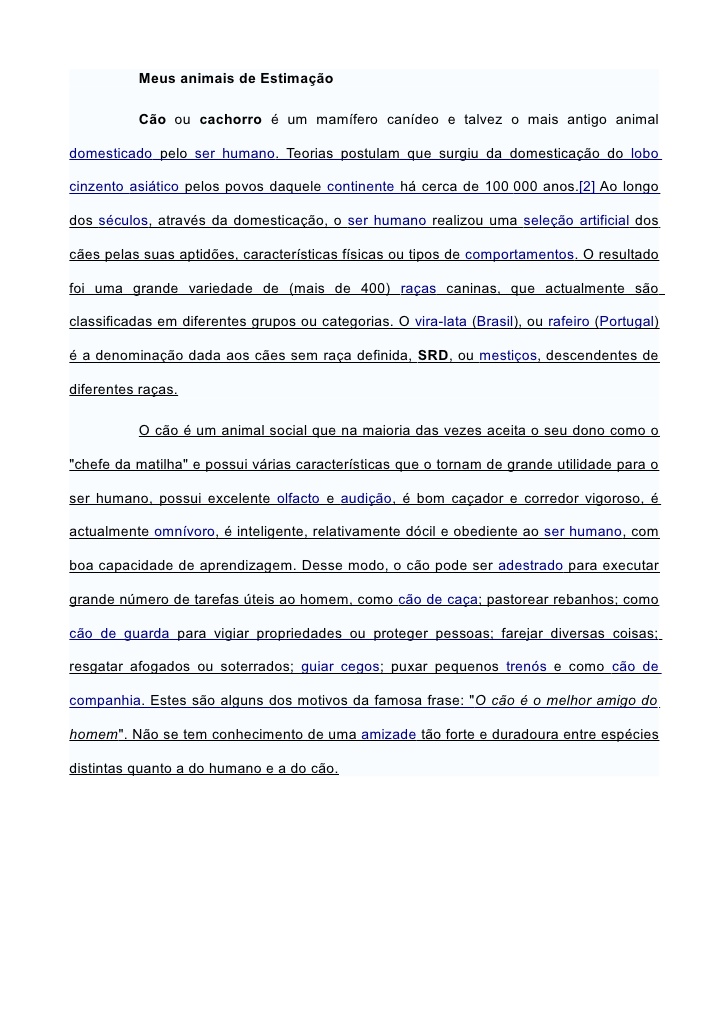 Meus animais de Estimação
Cão ou cachorro é um mamífero canídeo e talvez o mais antigo animal
domesticado pelo ser humano. Teorias postulam que surgiu da domesticação do lobo
cinzento asiático pelos povos daquele continente há cerca de 100 000 anos.[2] Ao longo
dos séculos, através da domesticação, o ser humano realizou uma seleção artificial dos
cães pelas suas aptidões, características físicas ou tipos de comportamentos. O resultado
foi uma grande variedade de (mais de 400) raças caninas, que actualmente são
classificadas em diferentes grupos ou categorias. O vira-lata (Brasil), ou rafeiro (Portugal)
é a denominação dada aos cães sem raça definida, SRD, ou mestiços, descendentes de
diferentes raças.
O cão é um animal social que na maioria das vezes aceita o seu dono como o
"chefe da matilha" e possui várias características que o tornam de grande utilidade para o
ser humano, possui excelente olfacto e audição, é bom caçador e corredor vigoroso, é
actualmente omnívoro, é inteligente, relativamente dócil e obediente ao ser humano, com
boa capacidade de aprendizagem. Desse modo, o cão pode ser adestrado para executar
grande número de tarefas úteis ao homem, como cão de caça; pastorear rebanhos; como
cão de guarda para vigiar propriedades ou proteger pessoas; farejar diversas coisas;
resgatar afogados ou soterrados; guiar cegos; puxar pequenos trenós e como cão de
companhia. Estes são alguns dos motivos da famosa frase: "O cão é o melhor amigo do
homem". Não se tem conhecimento de uma amizade tão forte e duradoura entre espécies
distintas quanto a do humano e a do cão.